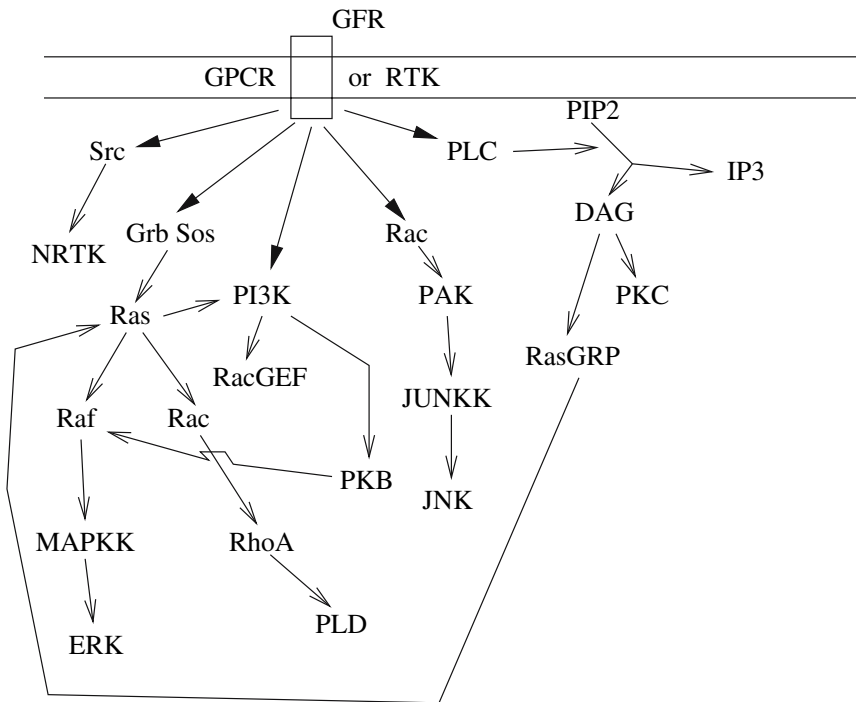 GFR
GPCR or RTK
PIP2
Src
PLC
IP3
DAG
Grb Sos
Rac
NRTK
PI3K
PAK
PKC
Ras
RasGRP
RacGEF
JUNKK
Raf
Rac
PKB
JNK
MAPKK
RhoA
PLD
ERK